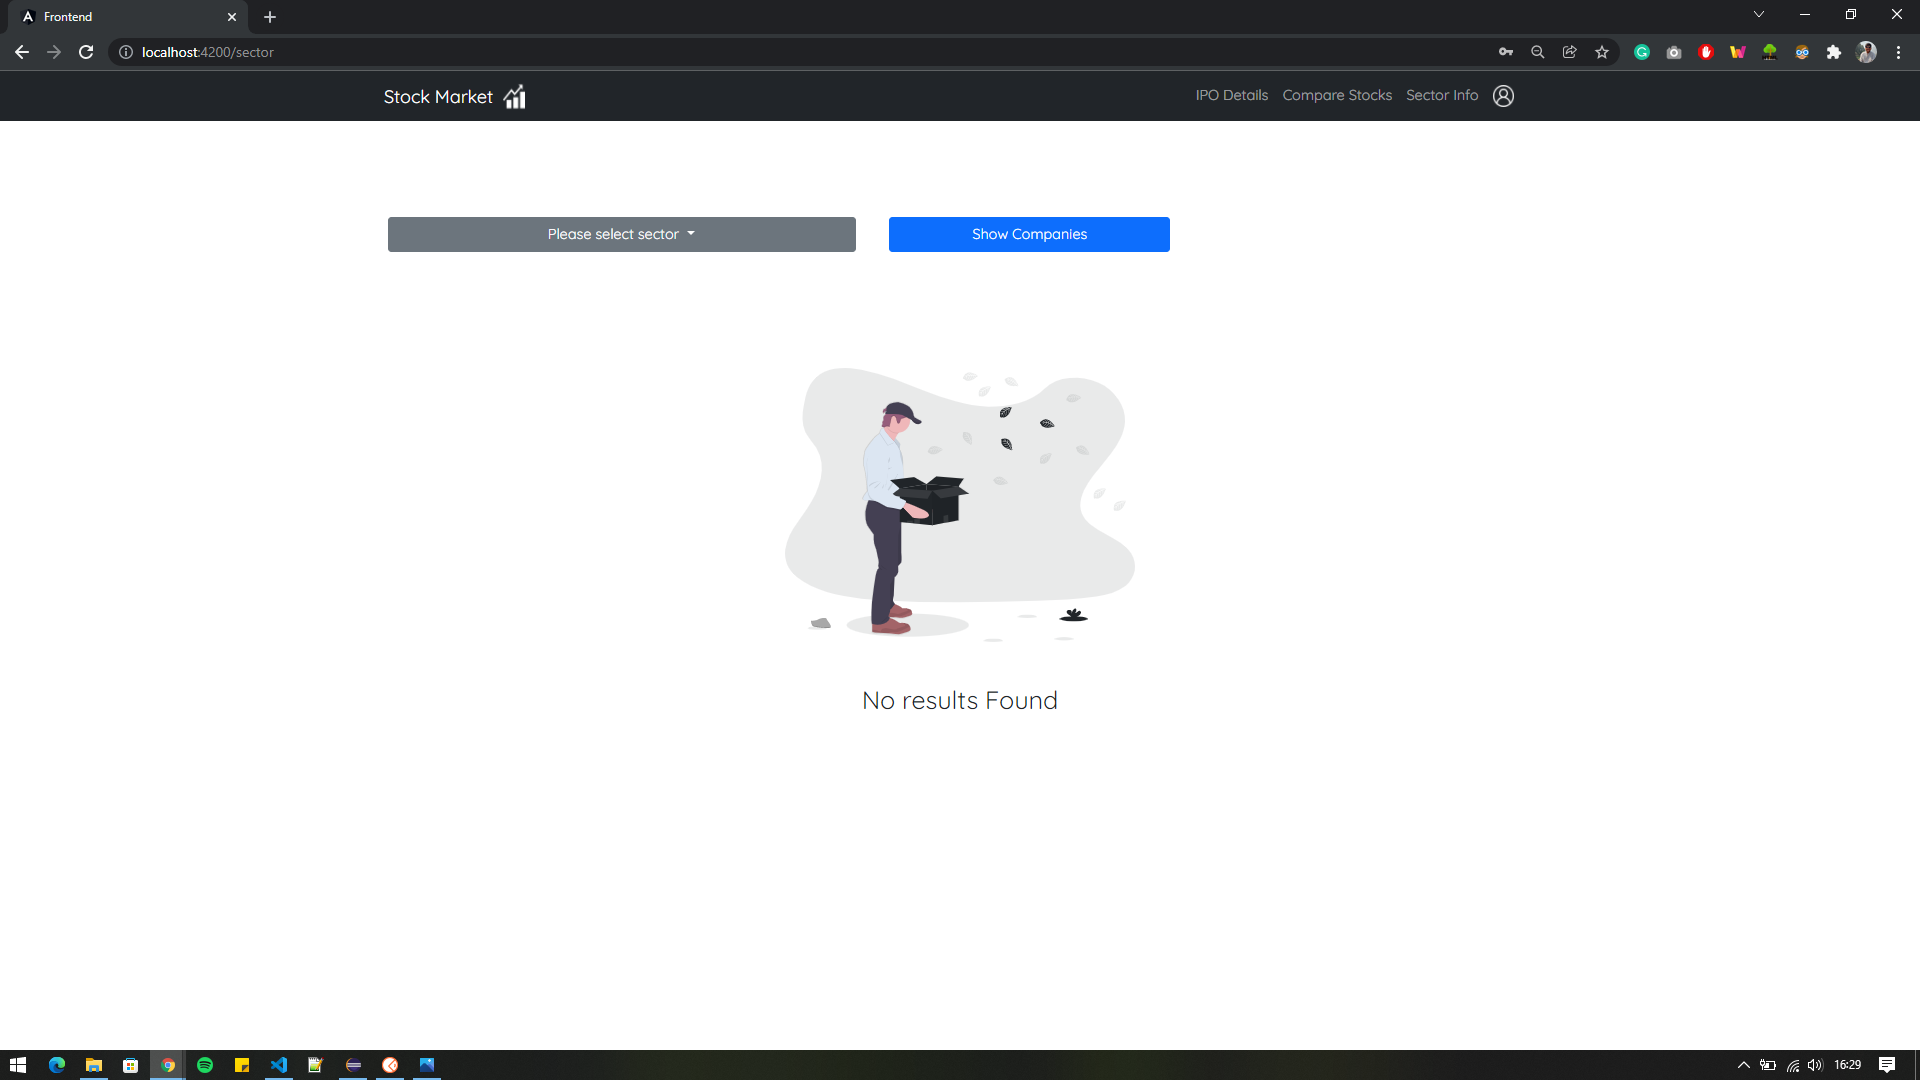 Frontend
localhost:4200/sector
Stock Market
IPO Details
Compare Stocks
Sector Info
Please select sector
Show Companies
No results Found
16:29